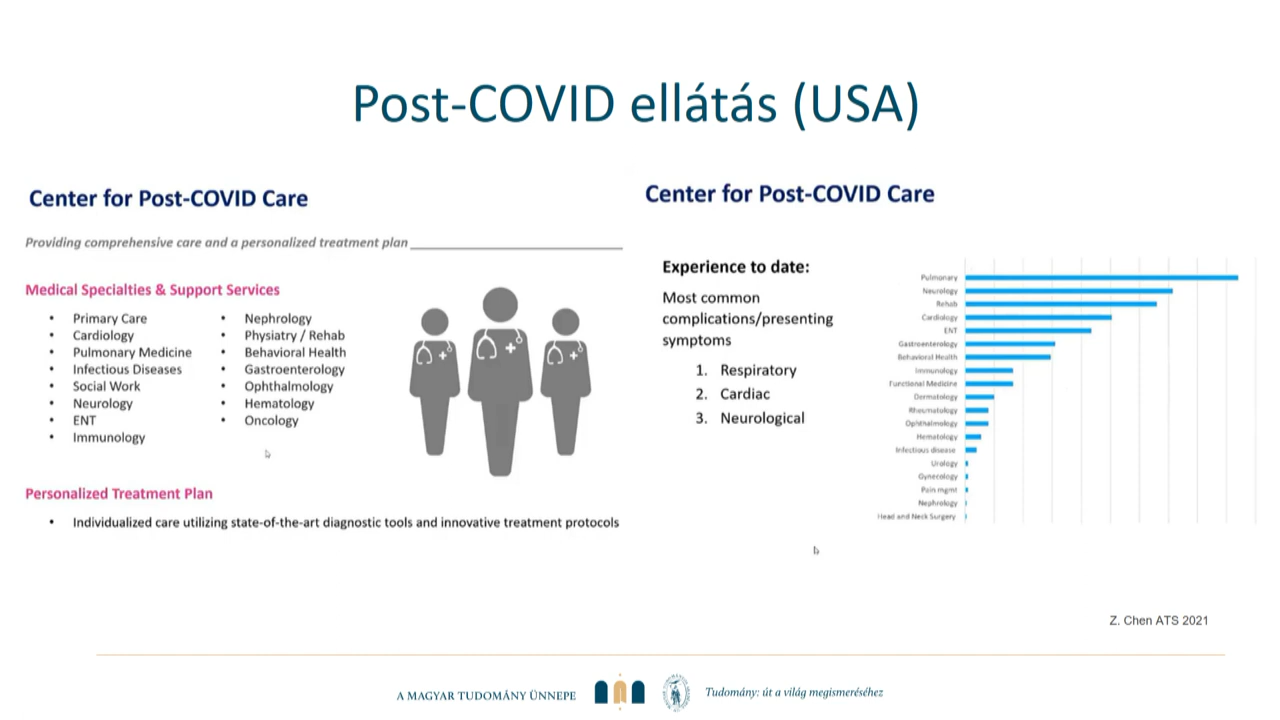 Post-COVID ellátás (USA)
Center for Post-COVID Care
Providing comprehensive care and a personalized treatment plan
Medical Specialties & Support Services
• Primary Care
• Cardiology
• Pulmonary Medicine
• Infectious Diseases
• Social Work
• Neurology
• ENT
• Immunology
• Nephrology
• Physiatry / Rehab
• Behavioral Health
• Gastroenterology
• Ophthalmology
• Hematology
• Oncology
Personalized Treatment Plan
• Individualized care utilizing state-of-the-art diagnostic tools and innovative treatment protocols
Center for Post-COVID Care
Experience to date:
Most common
complications/presenting
symptoms
1. Respiratory
2. Cardiac
3. Neurological
Pulmonary
Neurology
Rehab
Cardiology
ENT
Gastroenterology
Behavioral Health
Immunology
Functional Medicine
Dermatology
Rheumatology
Ophthalmology
Hematology
Infectious disease
Urology
Gynecology
Pain mgmt
Nephrology
Head and Neck Surgery
Z. Chen ATS 2021
A MAGYAR TUDOMÁNY ÜNNEPE
Tudomány: út a világ megismeréséhez